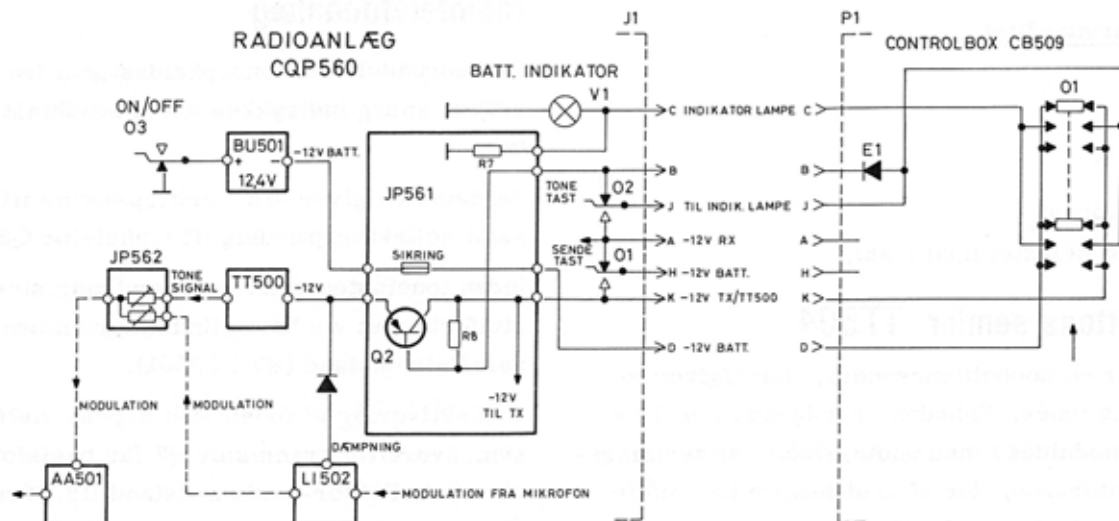 J1
P1
RADIOANLÆG
CQP560
BATT. INDIKATOR
CONTROLBOX CB509
V1
C INDIKATOR LAMPE C
O1
ON/OFF
O3
BU501
+ −
12,4V
-12V BATT.
R7
E1
B
B
JP561
TONE
TAST
O2
J TIL INDIK. LAMPE J
A -12V RX A
SENDE
TAST
O1
SIKRING
H -12V BATT. H
JP562
TONE
SIGNAL
TT500
-12V
K -12V TX/TT500 K
Q2
R8
D -12V BATT. D
-12V
TIL TX
MODULATION
MODULATION
DÆMPNING
AA501
LI502
MODULATION FRA MIKROFON